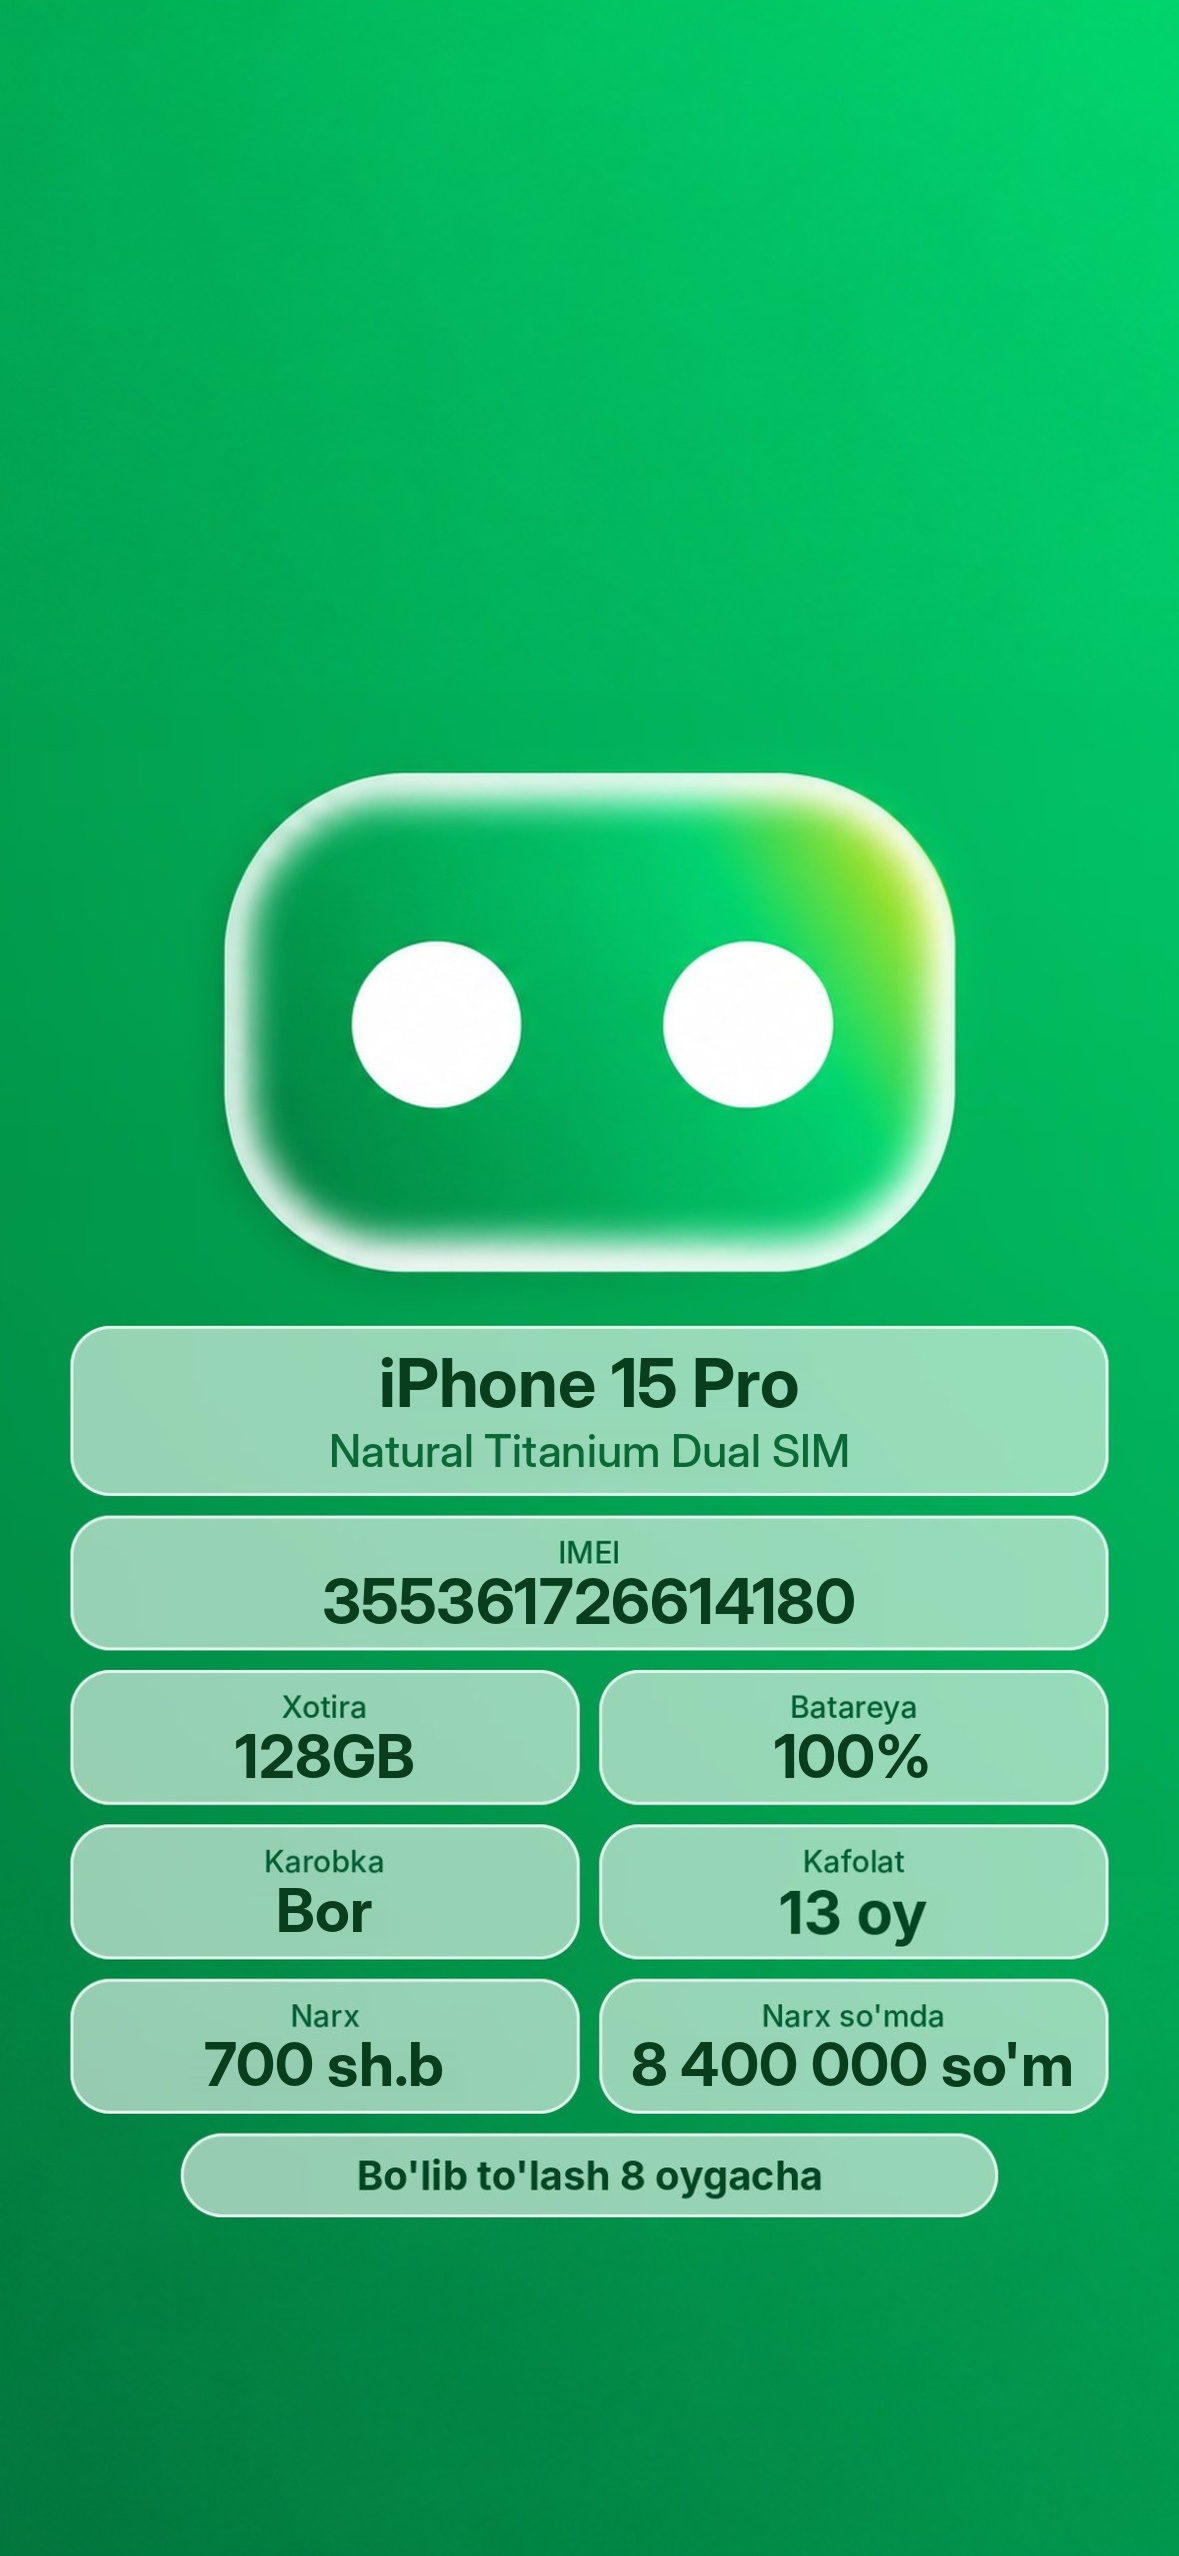 iPhone 15 Pro
Natural Titanium Dual SIM
IMEI
355361726614180
Xotira
128GB
Batareya
100%
Karobka
Bor
Kafolat
13 oy
Narx
700 sh.b
Narx so'mda
8 400 000 so'm
Bo'lib to'lash 8 oygacha